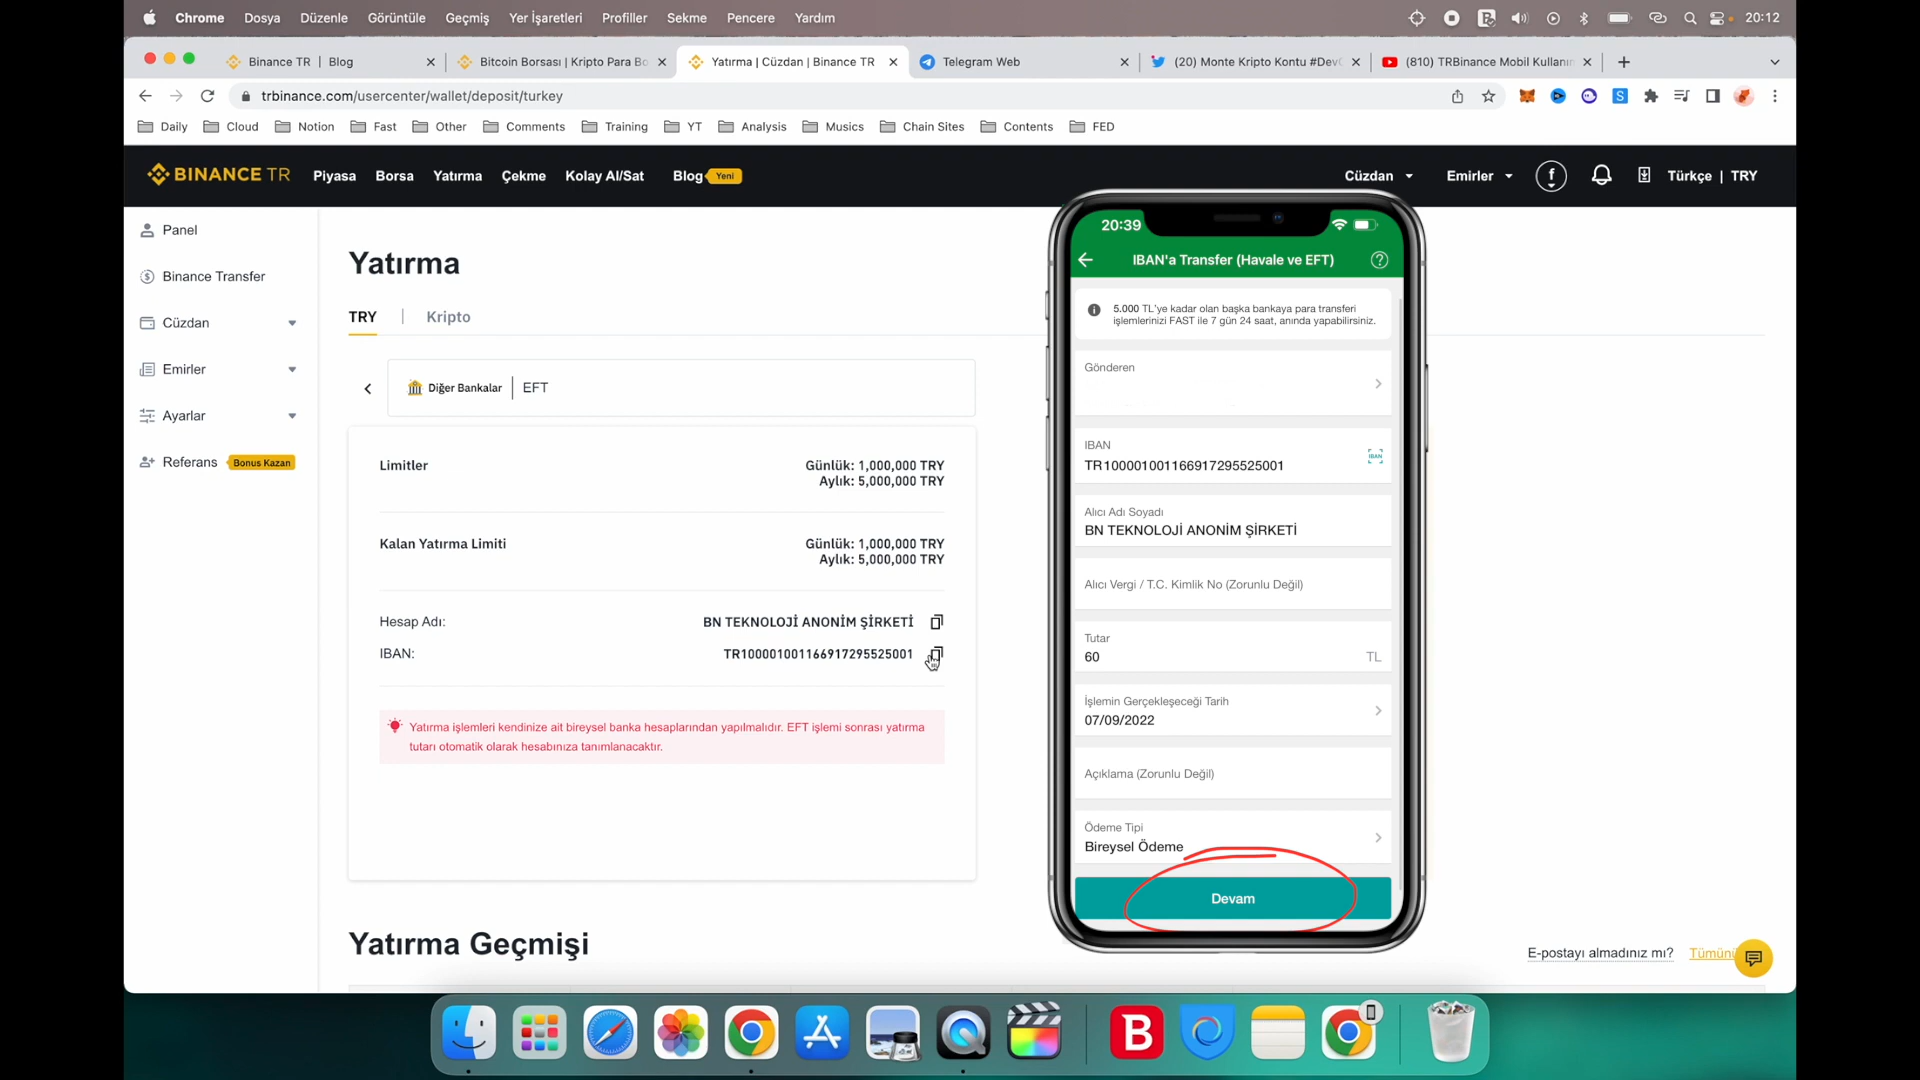 Chrome Dosya Düzenle Görüntüle Geçmiş Yer İşaretleri Profiller Sekme Pencere Yardım 20:12
Binance TR | Blog
Bitcoin Borsası | Kripto Para Bo
Yatırma | Cüzdan | Binance TR
Telegram Web
(20) Monte Kripto Kontu #Dev
(810) TRBinance Mobil Kullanım
trbinance.com/usercenter/wallet/deposit/turkey
Daily Cloud Notion Fast Other Comments Training YT Analysis Musics Chain Sites Contents FED
BINANCE TR Piyasa Borsa Yatırma Çekme Kolay Al/Sat Blog Yeni Cüzdan Emirler Türkçe | TRY
Panel
Binance Transfer
Cüzdan
Emirler
Ayarlar
Referans Bonus Kazan
Yatırma
TRY | Kripto
Diğer Bankalar | EFT
Limitler
Günlük: 1,000,000 TRY
Aylık: 5,000,000 TRY
Kalan Yatırma Limiti
Günlük: 1,000,000 TRY
Aylık: 5,000,000 TRY
Hesap Adı: BN TEKNOLOJİ ANONİM ŞİRKETİ
IBAN: TR100001001166917295525001
Yatırma işlemleri kendinize ait bireysel banka hesaplarından yapılmalıdır. EFT işlemi sonrası yatırma
tutarı otomatik olarak hesabınıza tanımlanacaktır.
Yatırma Geçmişi
E-postayı almadınız mı? Tümünü
20:39
IBAN'a Transfer (Havale ve EFT)
5.000 TL'ye kadar olan başka bankaya para transferi
işlemlerinizi FAST ile 7 gün 24 saat, anında yapabilirsiniz.
Gönderen
IBAN
TR100001001166917295525001
IBAN
Alıcı Adı Soyadı
BN TEKNOLOJİ ANONİM ŞİRKETİ
Alıcı Vergi / T.C. Kimlik No (Zorunlu Değil)
Tutar
60 TL
İşlemin Gerçekleşeceği Tarih
07/09/2022
Açıklama (Zorunlu Değil)
Ödeme Tipi
Bireysel Ödeme
Devam